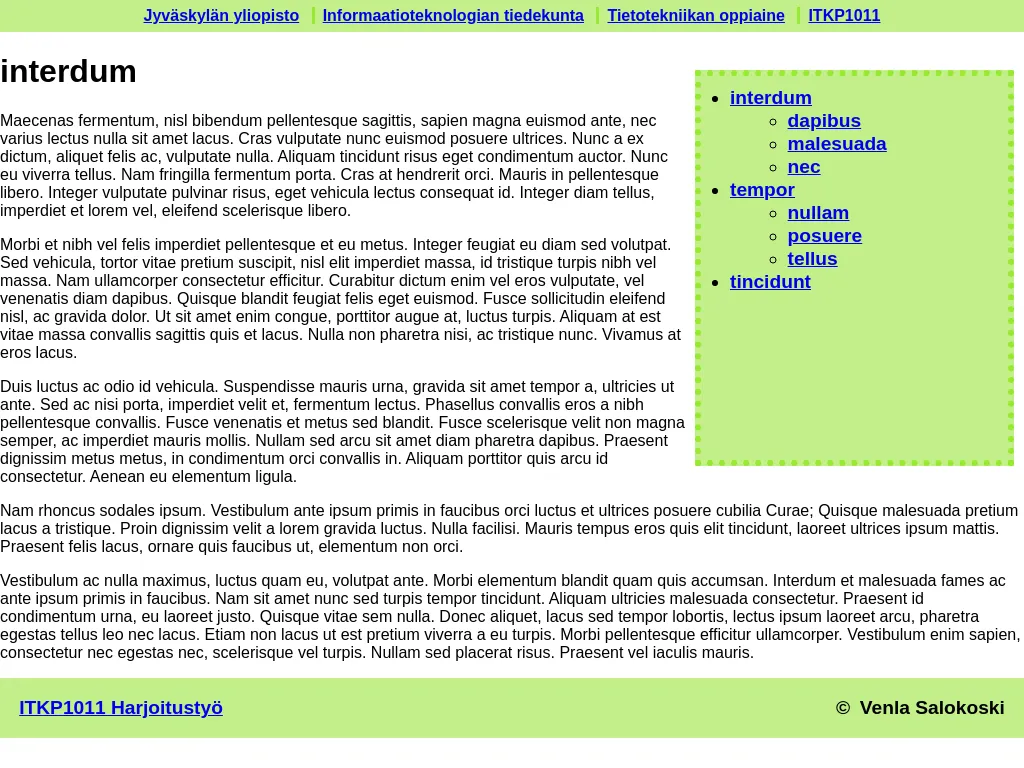 Jyväskylän yliopisto Informaatioteknologian tiedekunta Tietotekniikan oppiaine ITKP1011
interdum
Maecenas fermentum, nisl bibendum pellentesque sagittis, sapien magna euismod ante, nec
varius lectus nulla sit amet lacus. Cras vulputate nunc euismod posuere ultrices. Nunc a ex
dictum, aliquet felis ac, vulputate nulla. Aliquam tincidunt risus eget condimentum auctor. Nunc
eu viverra tellus. Nam fringilla fermentum porta. Cras at hendrerit orci. Mauris in pellentesque
libero. Integer vulputate pulvinar risus, eget vehicula lectus consequat id. Integer diam tellus,
imperdiet et lorem vel, eleifend scelerisque libero.
Morbi et nibh vel felis imperdiet pellentesque et eu metus. Integer feugiat eu diam sed volutpat.
Sed vehicula, tortor vitae pretium suscipit, nisl elit imperdiet massa, id tristique turpis nibh vel
massa. Nam ullamcorper consectetur efficitur. Curabitur dictum enim vel eros vulputate, vel
venenatis diam dapibus. Quisque blandit feugiat felis eget euismod. Fusce sollicitudin eleifend
nisl, ac gravida dolor. Ut sit amet enim congue, porttitor augue at, luctus turpis. Aliquam at est
vitae massa convallis sagittis quis et lacus. Nulla non pharetra nisi, ac tristique nunc. Vivamus at
eros lacus.
Duis luctus ac odio id vehicula. Suspendisse mauris urna, gravida sit amet tempor a, ultricies ut
ante. Sed ac nisi porta, imperdiet velit et, fermentum lectus. Phasellus convallis eros a nibh
pellentesque convallis. Fusce venenatis et metus sed blandit. Fusce scelerisque velit non magna
semper, ac imperdiet mauris mollis. Nullam sed arcu sit amet diam pharetra dapibus. Praesent
dignissim metus metus, in condimentum orci convallis in. Aliquam porttitor quis arcu id
consectetur. Aenean eu elementum ligula.
interdum
dapibus
malesuada
nec
tempor
nullam
posuere
tellus
tincidunt
Nam rhoncus sodales ipsum. Vestibulum ante ipsum primis in faucibus orci luctus et ultrices posuere cubilia Curae; Quisque malesuada pretium
lacus a tristique. Proin dignissim velit a lorem gravida luctus. Nulla facilisi. Mauris tempus eros quis elit tincidunt, laoreet ultrices ipsum mattis.
Praesent felis lacus, ornare quis faucibus ut, elementum non orci.
Vestibulum ac nulla maximus, luctus quam eu, volutpat ante. Morbi elementum blandit quam quis accumsan. Interdum et malesuada fames ac
ante ipsum primis in faucibus. Nam sit amet nunc sed turpis tempor tincidunt. Aliquam ultricies malesuada consectetur. Praesent id
condimentum urna, eu laoreet justo. Quisque vitae sem nulla. Donec aliquet, lacus sed tempor lobortis, lectus ipsum laoreet arcu, pharetra
egestas tellus leo nec lacus. Etiam non lacus ut est pretium viverra a eu turpis. Morbi pellentesque efficitur ullamcorper. Vestibulum enim sapien,
consectetur nec egestas nec, scelerisque vel turpis. Nullam sed placerat risus. Praesent vel iaculis mauris.
ITKP1011 Harjoitustyö © Venla Salokoski